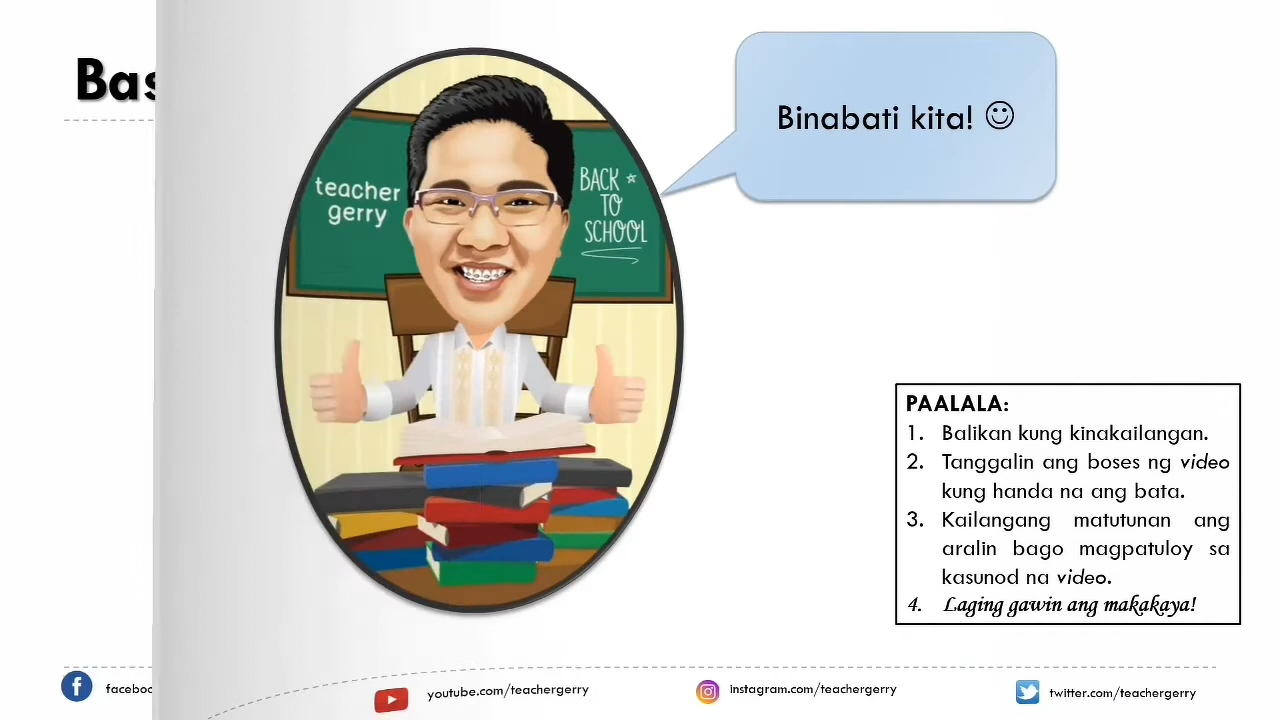 Bas
teacher
gerry
BACK
TO
SCHOOL
Binabati kita! ☺
PAALALA:
1. Balikan kung kinakailangan.
2. Tanggalin ang boses ng video
kung handa na ang bata.
3. Kailangang matutunan ang
aralin bago magpatuloy sa
kasunod na video.
4. Laging gawin ang makakaya!
faceboo
youtube.com/teachergerry
instagram.com/teachergerry
twitter.com/teachergerry